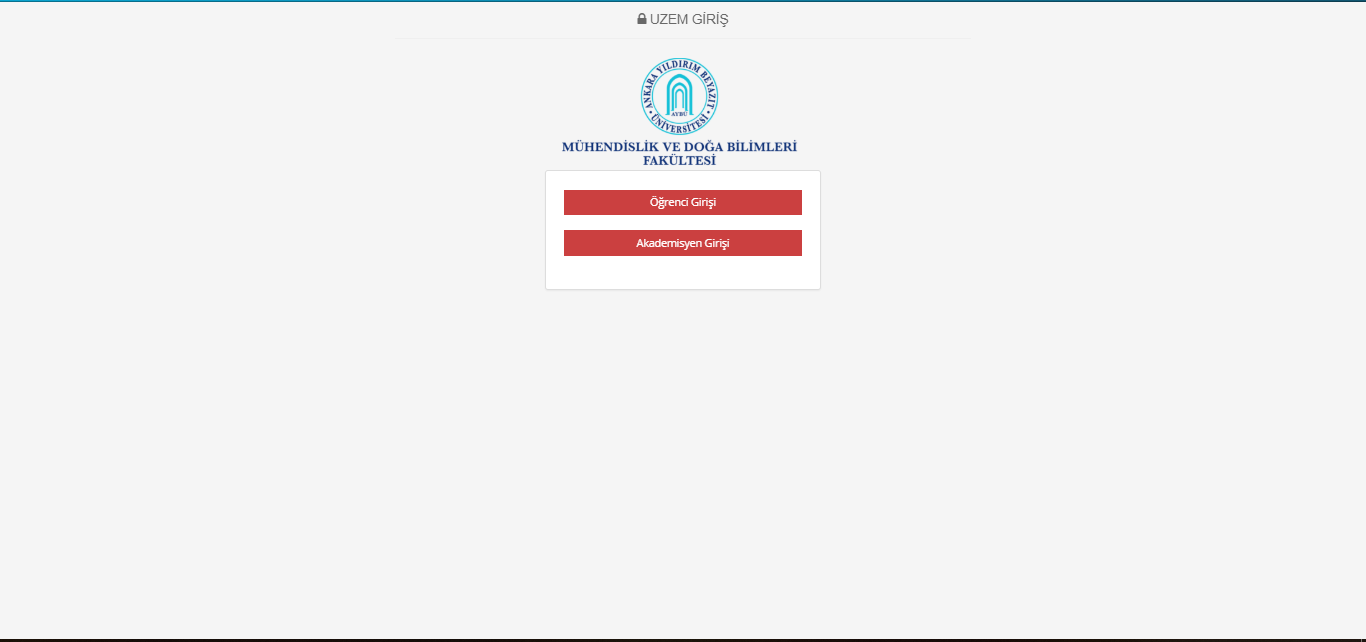 UZEM GİRİŞ
ANKARA YILDIRIM BEYAZIT
ÜNİVERSİTESİ
AYBÜ
MÜHENDİSLİK VE DOĞA BİLİMLERİ
FAKÜLTESİ
Öğrenci Girişi
Akademisyen Girişi